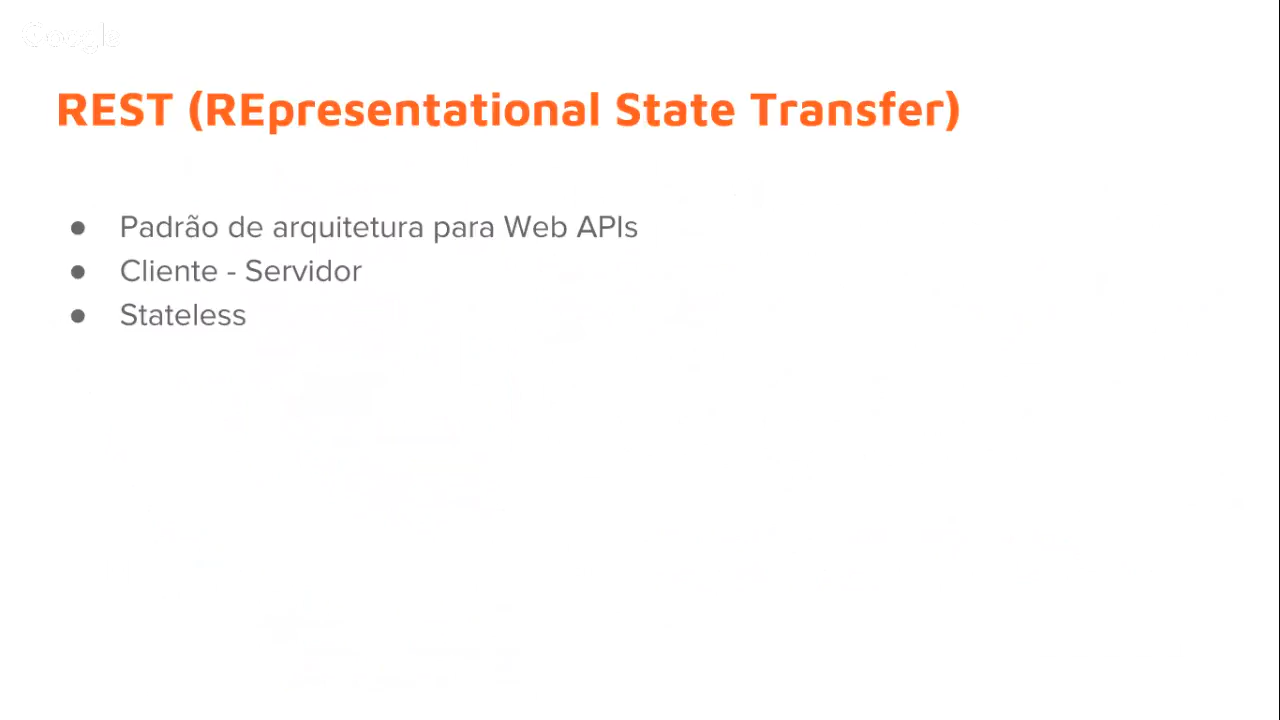 Google
REST (REpresentational State Transfer)
● Padrão de arquitetura para Web APIs
● Cliente - Servidor
● Stateless